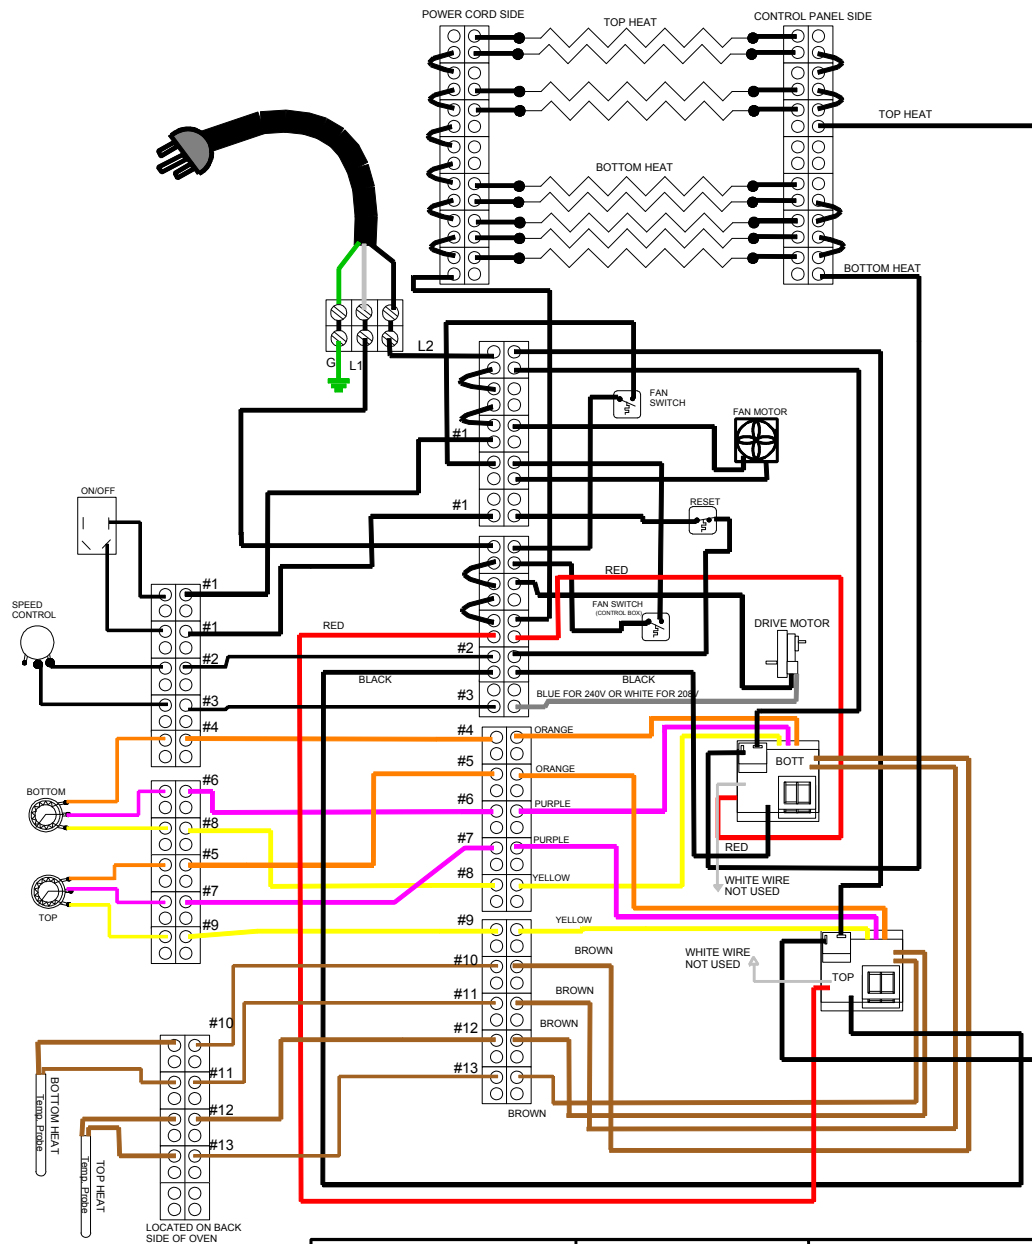 POWER CORD SIDE
TOP HEAT
CONTROL PANEL SIDE
TOP HEAT
BOTTOM HEAT
BOTTOM HEAT
G
L1
L2
FAN
SWITCH
FAN MOTOR
#1
ON/OFF
#1
RESET
#1
RED
SPEED
CONTROL
#1
RED
FAN SWITCH
(CONTROL BOX)
DRIVE MOTOR
#2
#2
BLACK
BLACK
#3
#3
BLUE FOR 240V OR WHITE FOR 208V
#4
#4
ORANGE
BOTT
#5
ORANGE
BOTTOM
#6
#6
PURPLE
#8
#7
PURPLE
RED
#5
#8
YELLOW
WHITE WIRE
NOT USED
#7
TOP
#9
#9
YELLOW
BROWN
WHITE WIRE
NOT USED
#10
TOP
#11
BROWN
#10
#12
BROWN
#11
#13
BOTTOM HEAT
Temp. Probe
#12
BROWN
#13
TOP HEAT
Temp. Probe
LOCATED ON BACK
SIDE OF OVEN